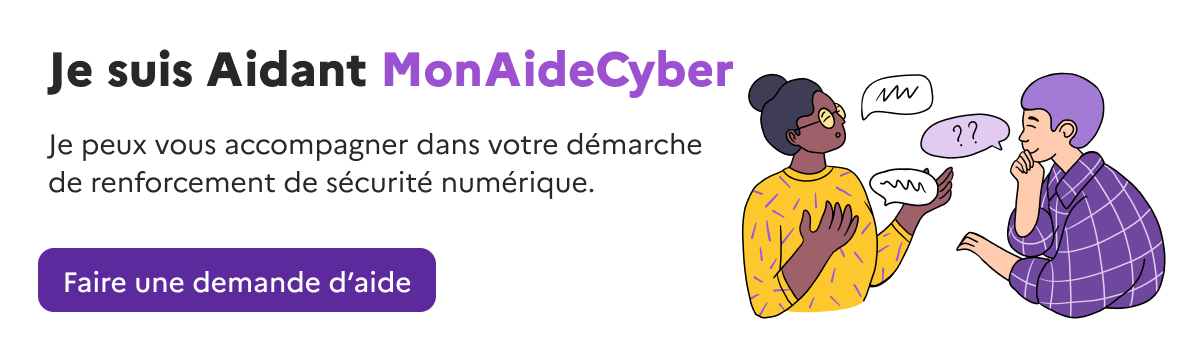 Je suis Aidant MonAideCyber
Je peux vous accompagner dans votre démarche
de renforcement de sécurité numérique.
Faire une demande d’aide
??